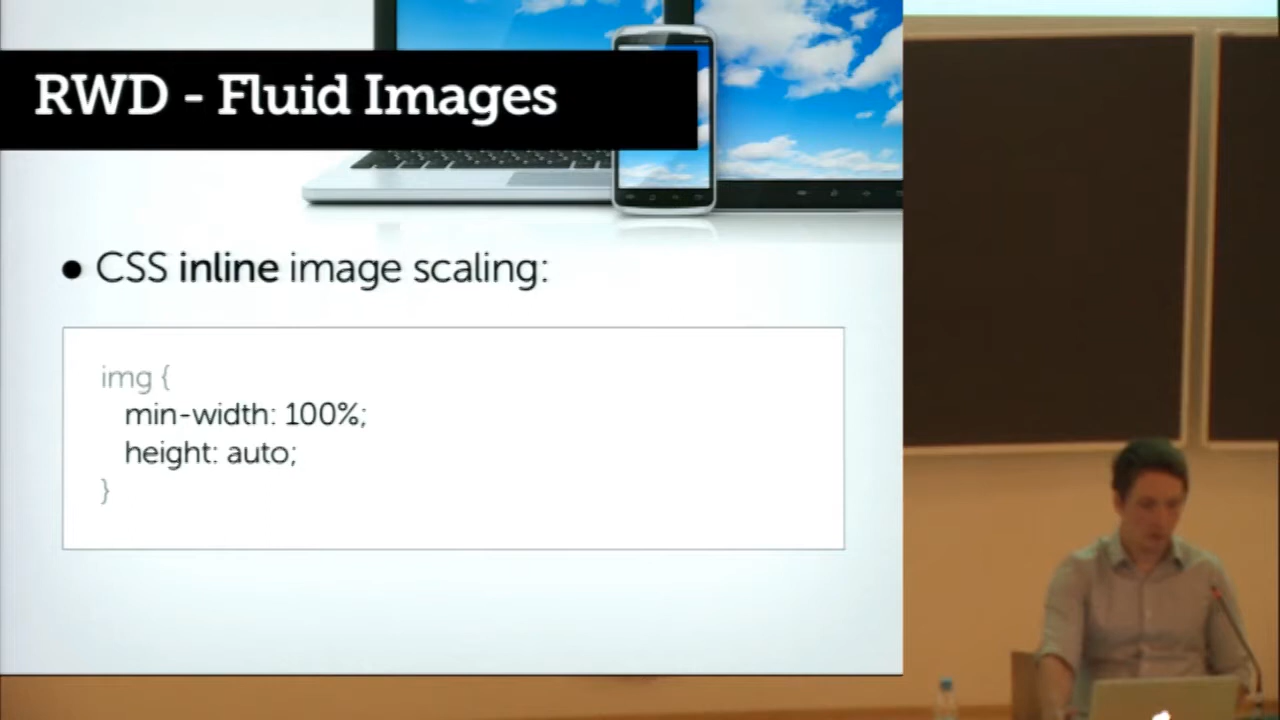 RWD - Fluid Images
● CSS inline image scaling:
img {
min-width: 100%;
height: auto;
}